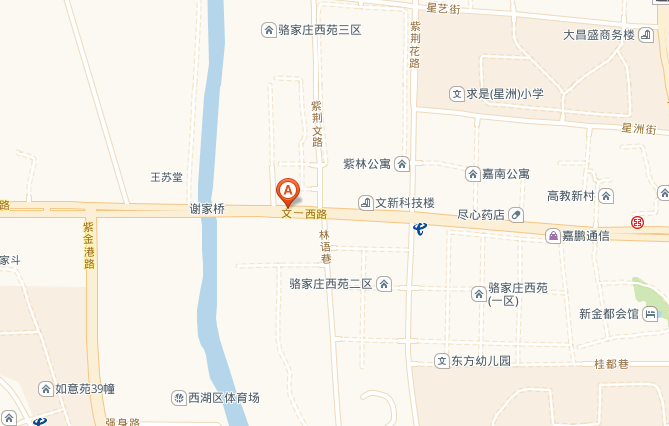 星艺街
骆家庄西苑三区
紫荆花路
大昌盛商务楼
求是(星洲)小学
紫荆文路
星洲街
紫林公寓
嘉南公寓
王苏堂
高教新村
A
路
谢家桥
文一西路
文新科技楼
尽心药店
紫金港路
林语巷
嘉鹏通信
家斗
骆家庄西苑二区
骆家庄西苑
(一区)
新金都会馆
东方幼儿园
桂都巷
如意苑39幢
西湖区体育场
强身路